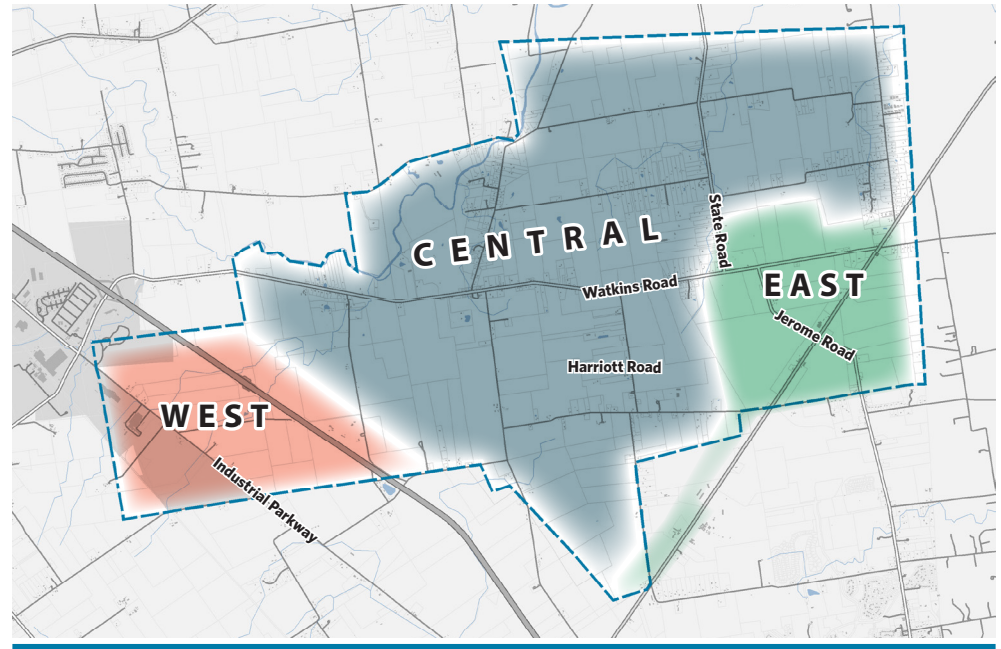 CENTRAL
State Road
Watkins Road
EAST
Jerome Road
Harriott Road
WEST
Industrial Parkway